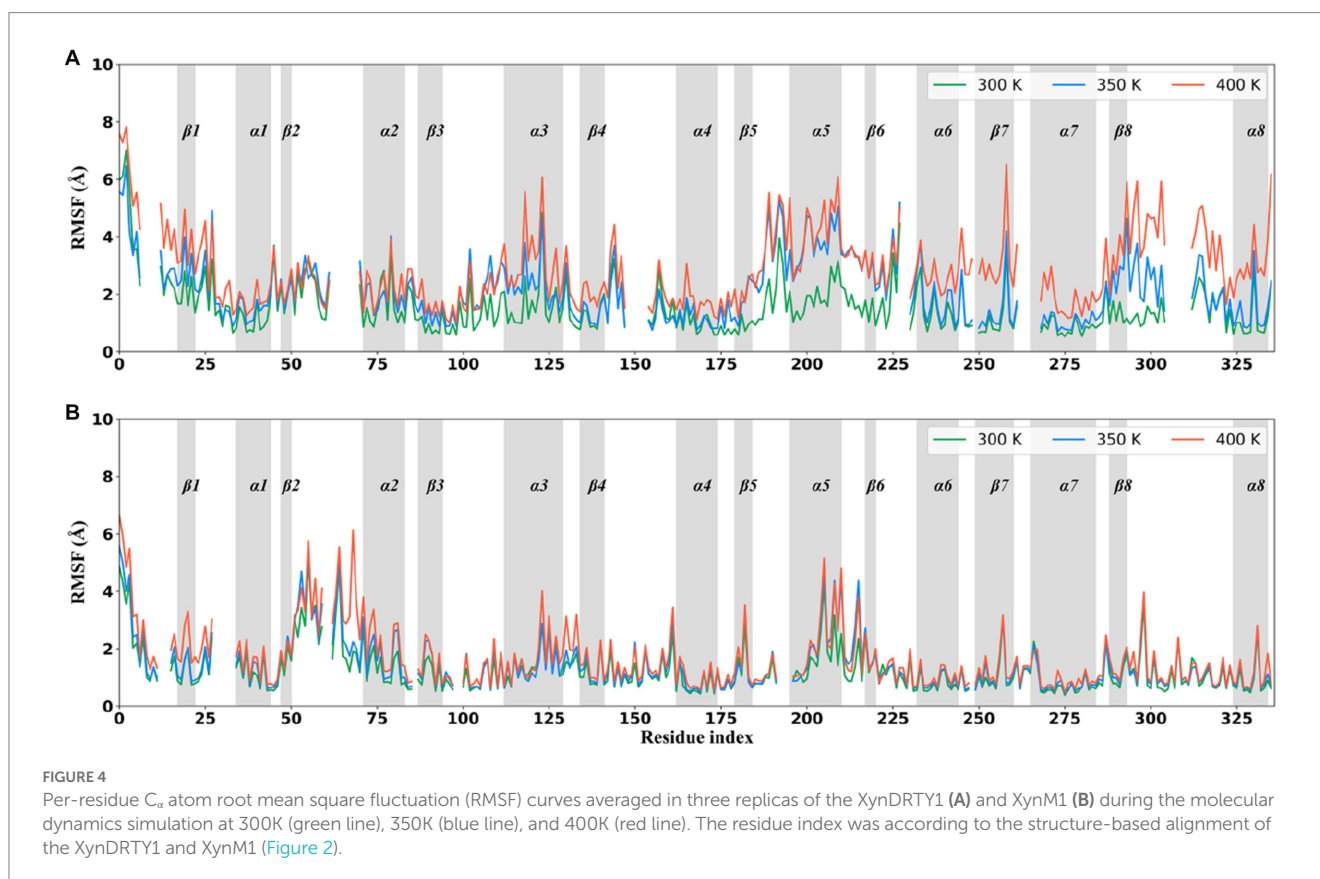 A
10
8
6
4
2
0
RMSF (Å)
300 K 350 K 400 K
β1 α1 β2 α2 β3 α3 β4 α4 β5 α5 β6 α6 β7 α7 β8 α8
0 25 50 75 100 125 150 175 200 225 250 275 300 325
B
10
8
6
4
2
0
RMSF (Å)
300 K 350 K 400 K
β1 α1 β2 α2 β3 α3 β4 α4 β5 α5 β6 α6 β7 α7 β8 α8
0 25 50 75 100 125 150 175 200 225 250 275 300 325
Residue index
FIGURE 4
Per-residue Cα atom root mean square fluctuation (RMSF) curves averaged in three replicas of the XynDRTY1 (A) and XynM1 (B) during the molecular
dynamics simulation at 300K (green line), 350K (blue line), and 400K (red line). The residue index was according to the structure-based alignment of
the XynDRTY1 and XynM1 (Figure 2).